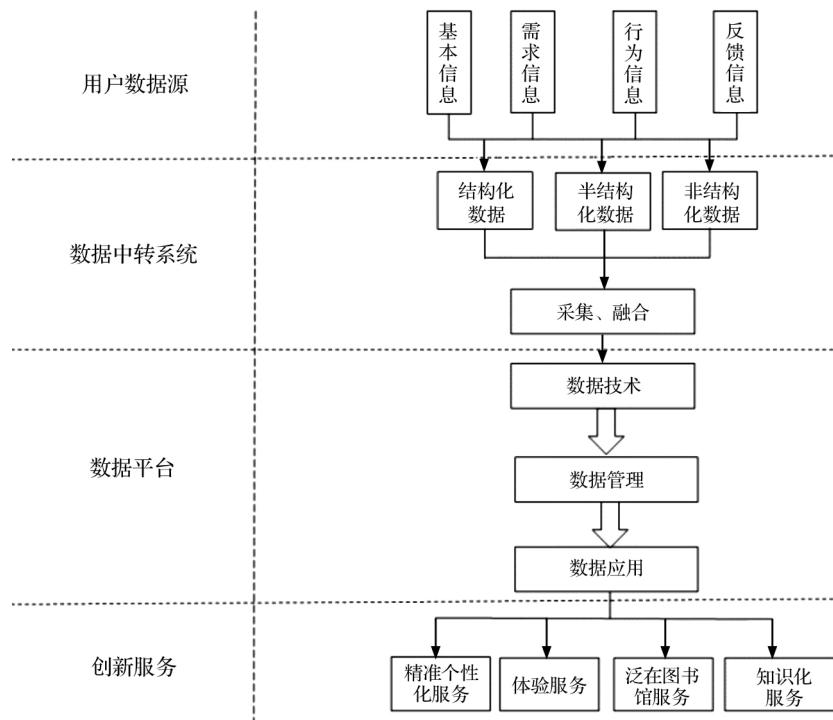 用户数据源
基本信息
需求信息
行为信息
反馈信息
数据中转系统
结构化
数据
半结构
化数据
非结构
化数据
采集、融合
数据平台
数据技术
数据管理
数据应用
创新服务
精准个性
化服务
体验服务
泛在图书
馆服务
知识化
服务